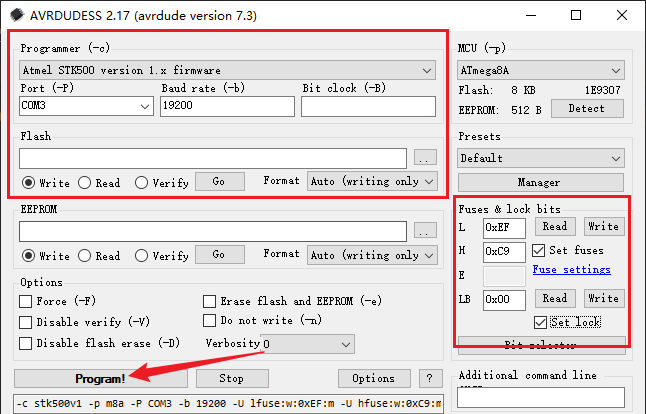 AVRDUDESS 2.17 (avrdude version 7.3)
Programmer (-c)
Atmel STK500 version 1.x firmware
Port (-P)
Baud rate (-b)
Bit clock (-B)
COM3
19200
Flash
..
Write
Read
Verify
Go
Format
Auto (writing only
EEPROM
..
Write
Read
Verify
Go
Format
Auto (writing only
Options
Force (-F)
Erase flash and EEPROM (-e)
Disable verify (-V)
Do not write (-n)
Disable flash erase (-D)
Verbosity
0
Program!
Stop
Options
?
-c stk500v1 -p m8a -P COM3 -b 19200 -U lfuse:w:0xEF:m -U hfuse:w:0xC9:m
MCU (-p)
ATmega8A
Flash:
8 KB
1E9307
EEPROM:
512 B
Detect
Presets
Default
Manager
Fuses & lock bits
L
0xEF
Read
Write
H
0xC9
Set fuses
E
Fuse settings
LB
0x00
Read
Write
Set lock
Bit selector
Additional command line